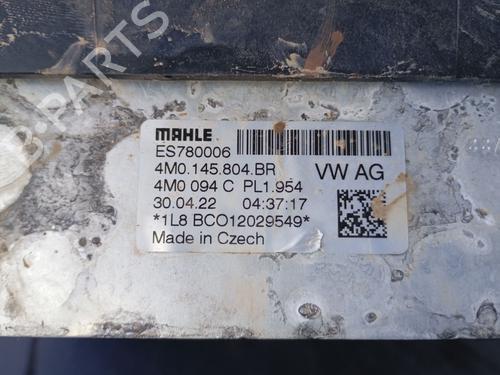 MAHLE
ES780006
4M0.145.804.BR VW AG
4M0 094 C PL1.954
30.04.22 04:37:17
*1L8 BCO12029549*
Made in Czech